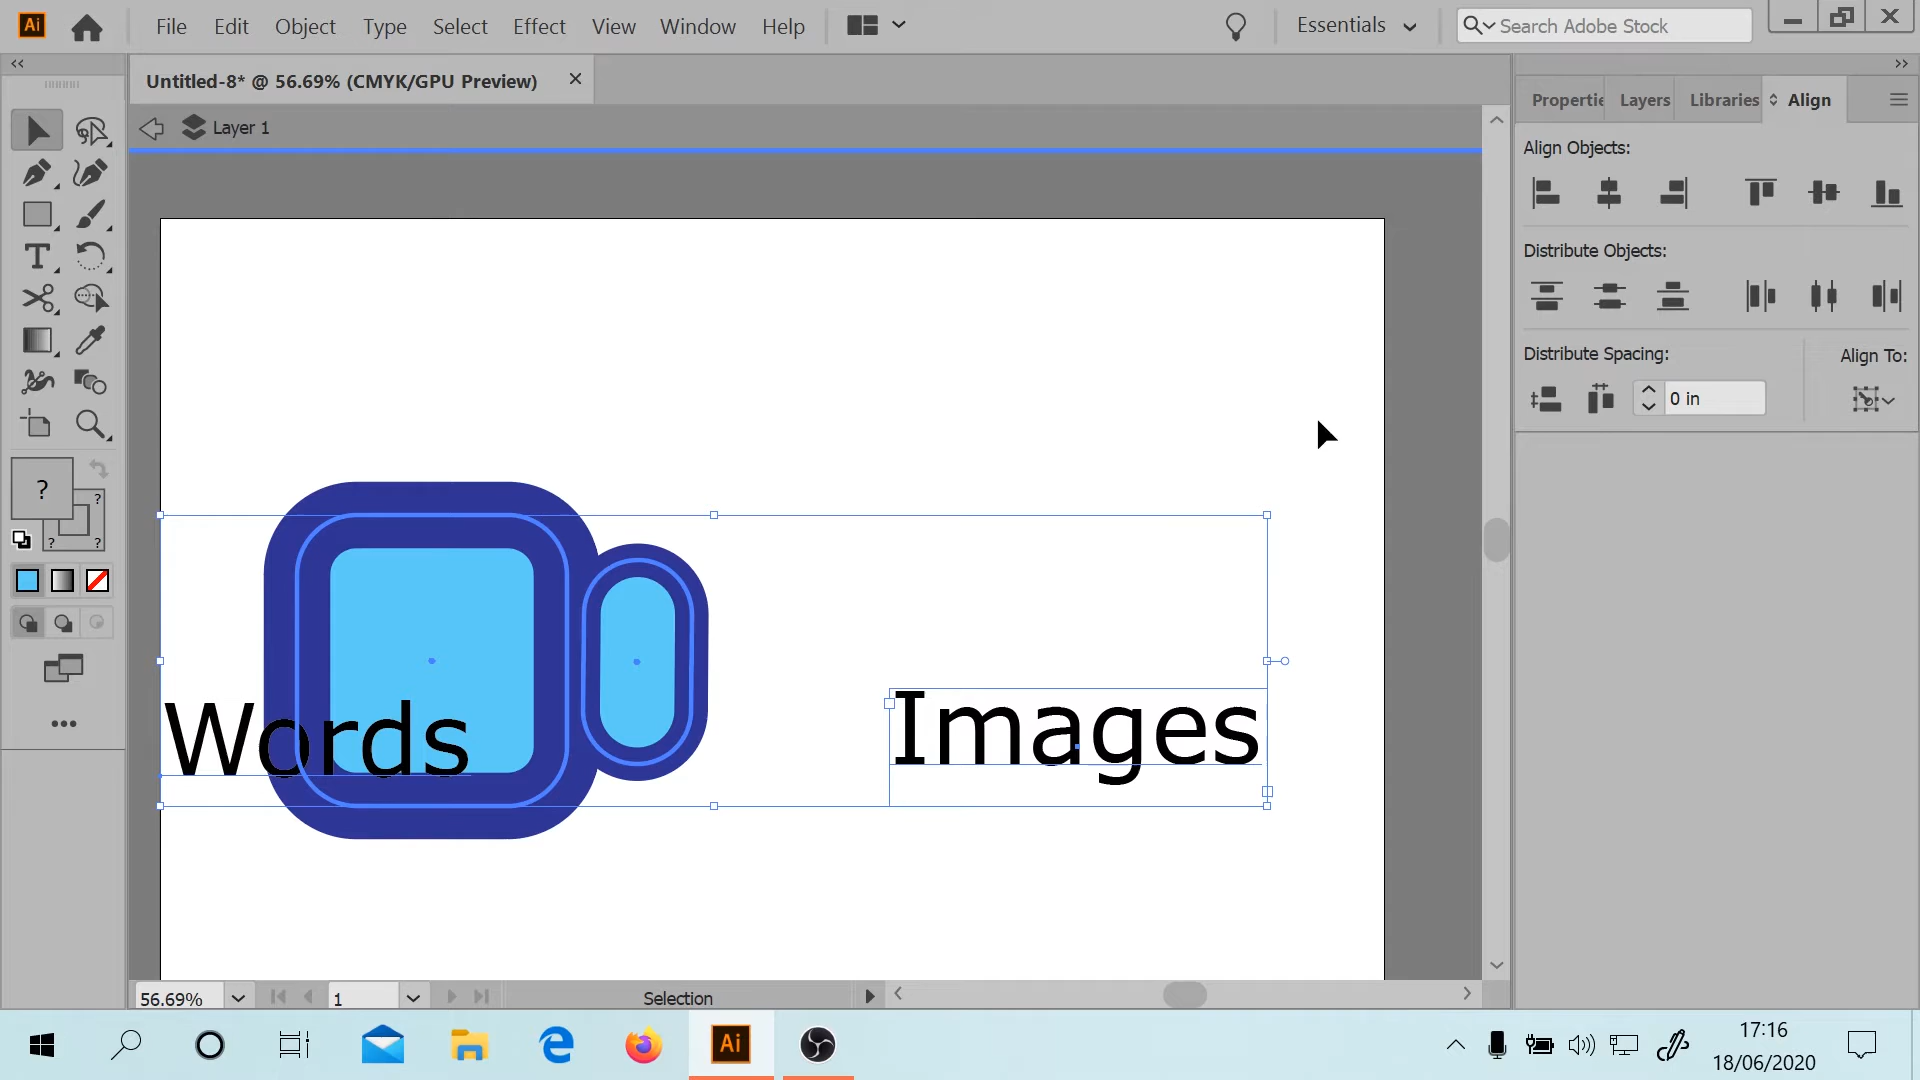 Ai File Edit Object Type Select Effect View Window Help Essentials Search Adobe Stock
Untitled-8* @ 56.69% (CMYK/GPU Preview)
Layer 1
Properti Layers Libraries Align
Align Objects:
Distribute Objects:
Distribute Spacing: Align To:
0 in
? ?
? ?
Words Images
56.69% 1 Selection
Ai
17:16
18/06/2020